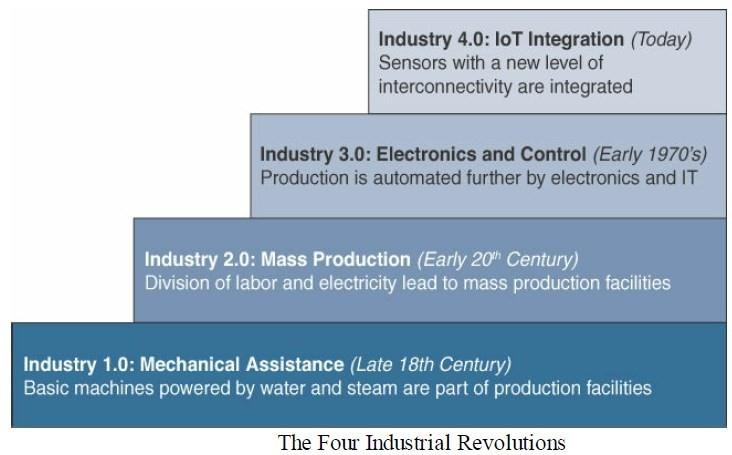 Industry 4.0: IoT Integration (Today)
Sensors with a new level of
interconnectivity are integrated
Industry 3.0: Electronics and Control (Early 1970's)
Production is automated further by electronics and IT
Industry 2.0: Mass Production (Early 20th Century)
Division of labor and electricity lead to mass production facilities
Industry 1.0: Mechanical Assistance (Late 18th Century)
Basic machines powered by water and steam are part of production facilities
The Four Industrial Revolutions